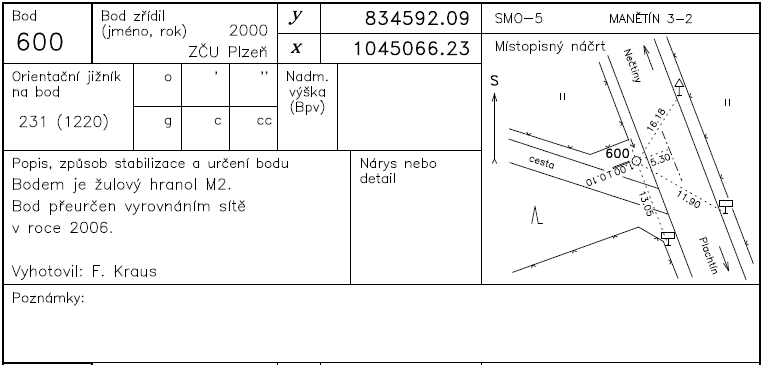 Bod
600
Bod zřídil
(jméno, rok)
2000
ZČU Plzeň
y
834592.09
x
1045066.23
SMO-5
MANĚTÍN 3-2
Orientační jižník
na bod
231 (1220)
o
'
''
g
c
cc
Nadm.
výška
(Bpv)
Místopisný náčrt
S
Nečtiny
16.18
600
5.30
1.00
0.10
cesta
13.05
11.90
Plachtín
Popis, způsob stabilizace a určení bodu
Bodem je žulový hranol M2.
Bod přeurčen vyrovnáním sítě
v roce 2006.
Vyhotovil: F. Kraus
Nárys nebo
detail
Poznámky: